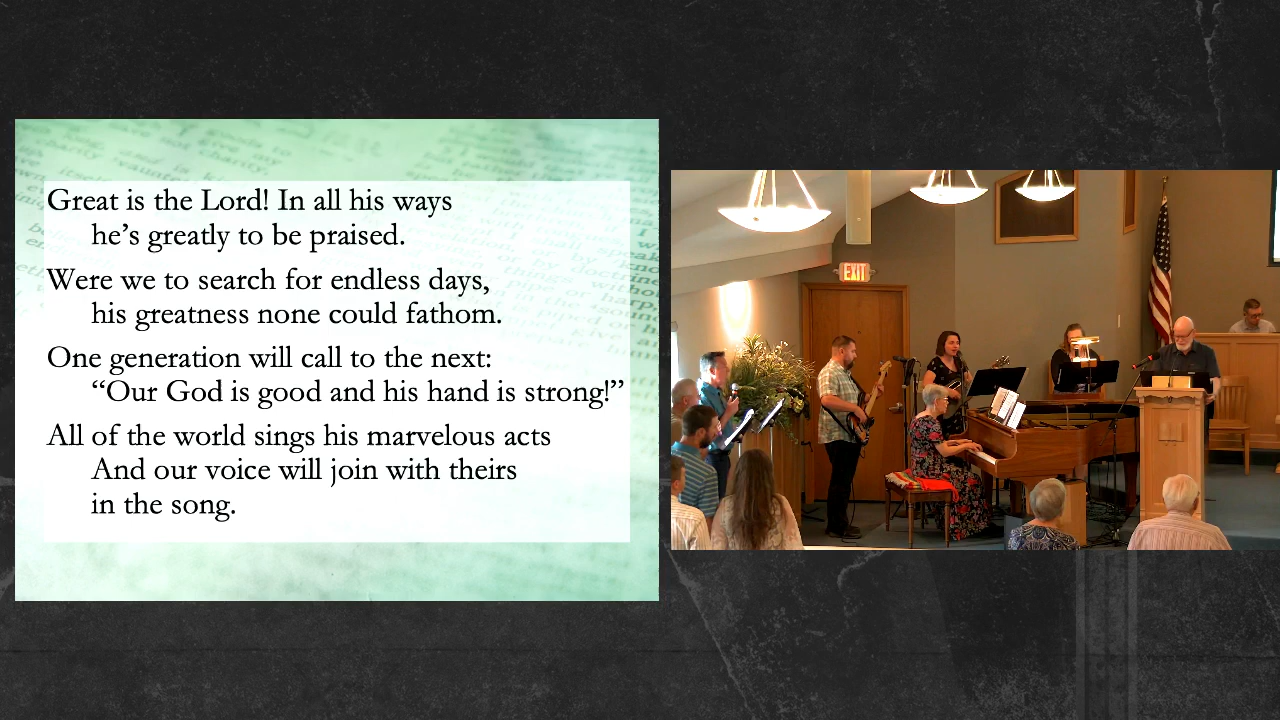 Great is the Lord! In all his ways
he’s greatly to be praised.
Were we to search for endless days,
his greatness none could fathom.
One generation will call to the next:
“Our God is good and his hand is strong!”
All of the world sings his marvelous acts
And our voice will join with theirs
in the song.
EXIT